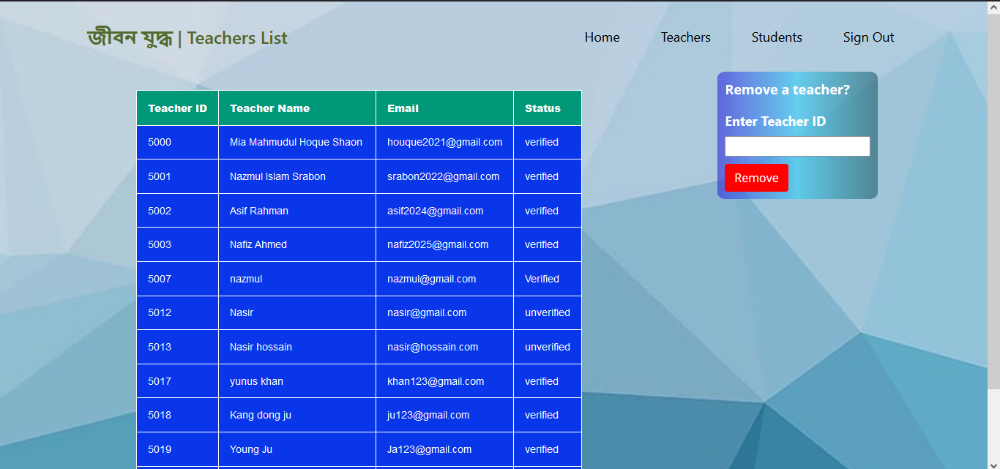 জীবন যুদ্ধ | Teachers List
Home Teachers Students Sign Out
Teacher ID Teacher Name Email Status
5000 Mia Mahmudul Hoque Shaon houque2021@gmail.com verified
5001 Nazmul Islam Srabon srabon2022@gmail.com verified
5002 Asif Rahman asif2024@gmail.com verified
5003 Nafiz Ahmed nafiz2025@gmail.com verified
5007 nazmul nazmul@gmail.com Verified
5012 Nasir nasir@gmail.com unverified
5013 Nasir hossain nasir@hossain.com unverified
5017 yunus khan khan123@gmail.com verified
5018 Kang dong ju ju123@gmail.com verified
5019 Young Ju Ja123@gmail.com verified
Remove a teacher?
Enter Teacher ID
Remove